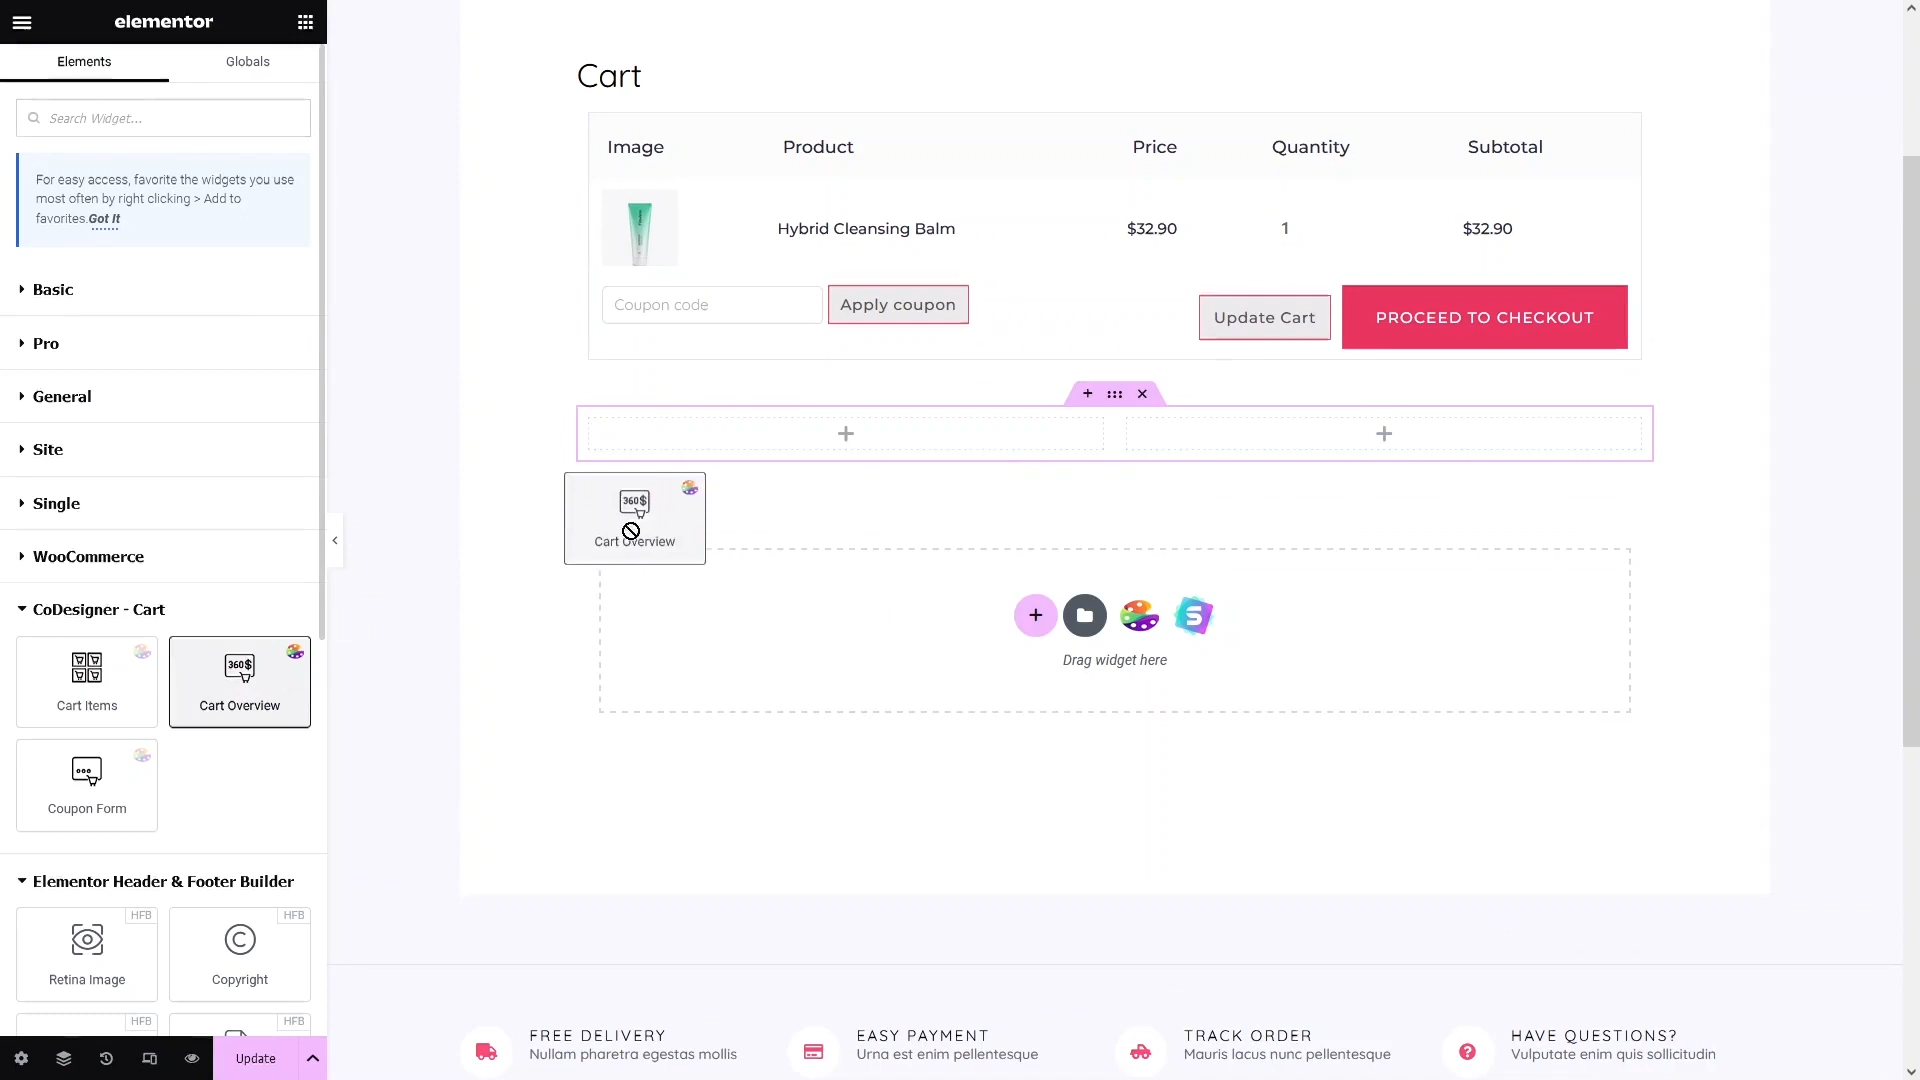 elementor
Elements
Globals
Search Widget...
For easy access, favorite the widgets you use
most often by right clicking > Add to
favorites.Got It
Basic
Pro
General
Site
Single
WooCommerce
CoDesigner - Cart
Cart Items
360$
Cart Overview
Coupon Form
Elementor Header & Footer Builder
HFB
Retina Image
HFB
Copyright
HFB
HFB
Update
Cart
Image
Product
Price
Quantity
Subtotal
Hybrid Cleansing Balm
$32.90
1
$32.90
Coupon code
Apply coupon
Update Cart
PROCEED TO CHECKOUT
360$
Cart Overview
Drag widget here
FREE DELIVERY
Nullam pharetra egestas mollis
EASY PAYMENT
Urna est enim pellentesque
TRACK ORDER
Mauris lacus nunc pellentesque
HAVE QUESTIONS?
Vulputate enim quis sollicitudin